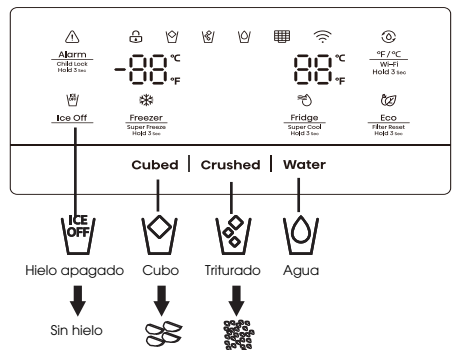 Alarm
Child Lock
Hold 3 Sec
-88 °C °F
88 °C °F
°F/°C
Wi-Fi
Hold 3 Sec
Ice Off
Freezer
Super Freeze
Hold 3 Sec
Fridge
Super Cool
Hold 3 Sec
Eco
Filter Reset
Hold 3 Sec
Cubed | Crushed | Water
ICE
OFF
Hielo apagado
Cubo
Triturado
Agua
Sin hielo